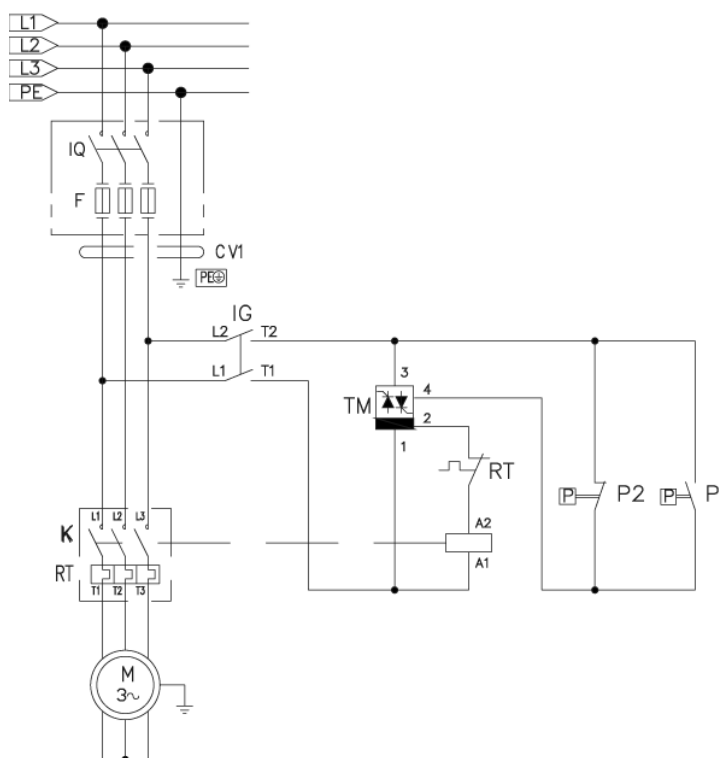 L1
L2
L3
PE
IQ
F
CV1
PE
IG
L2 T2
L1 T1
3
TM 4
2
1
RT
P P2 P P
K L1 L2 L3
A2
A1
RT
T1 T2 T3
M
3~